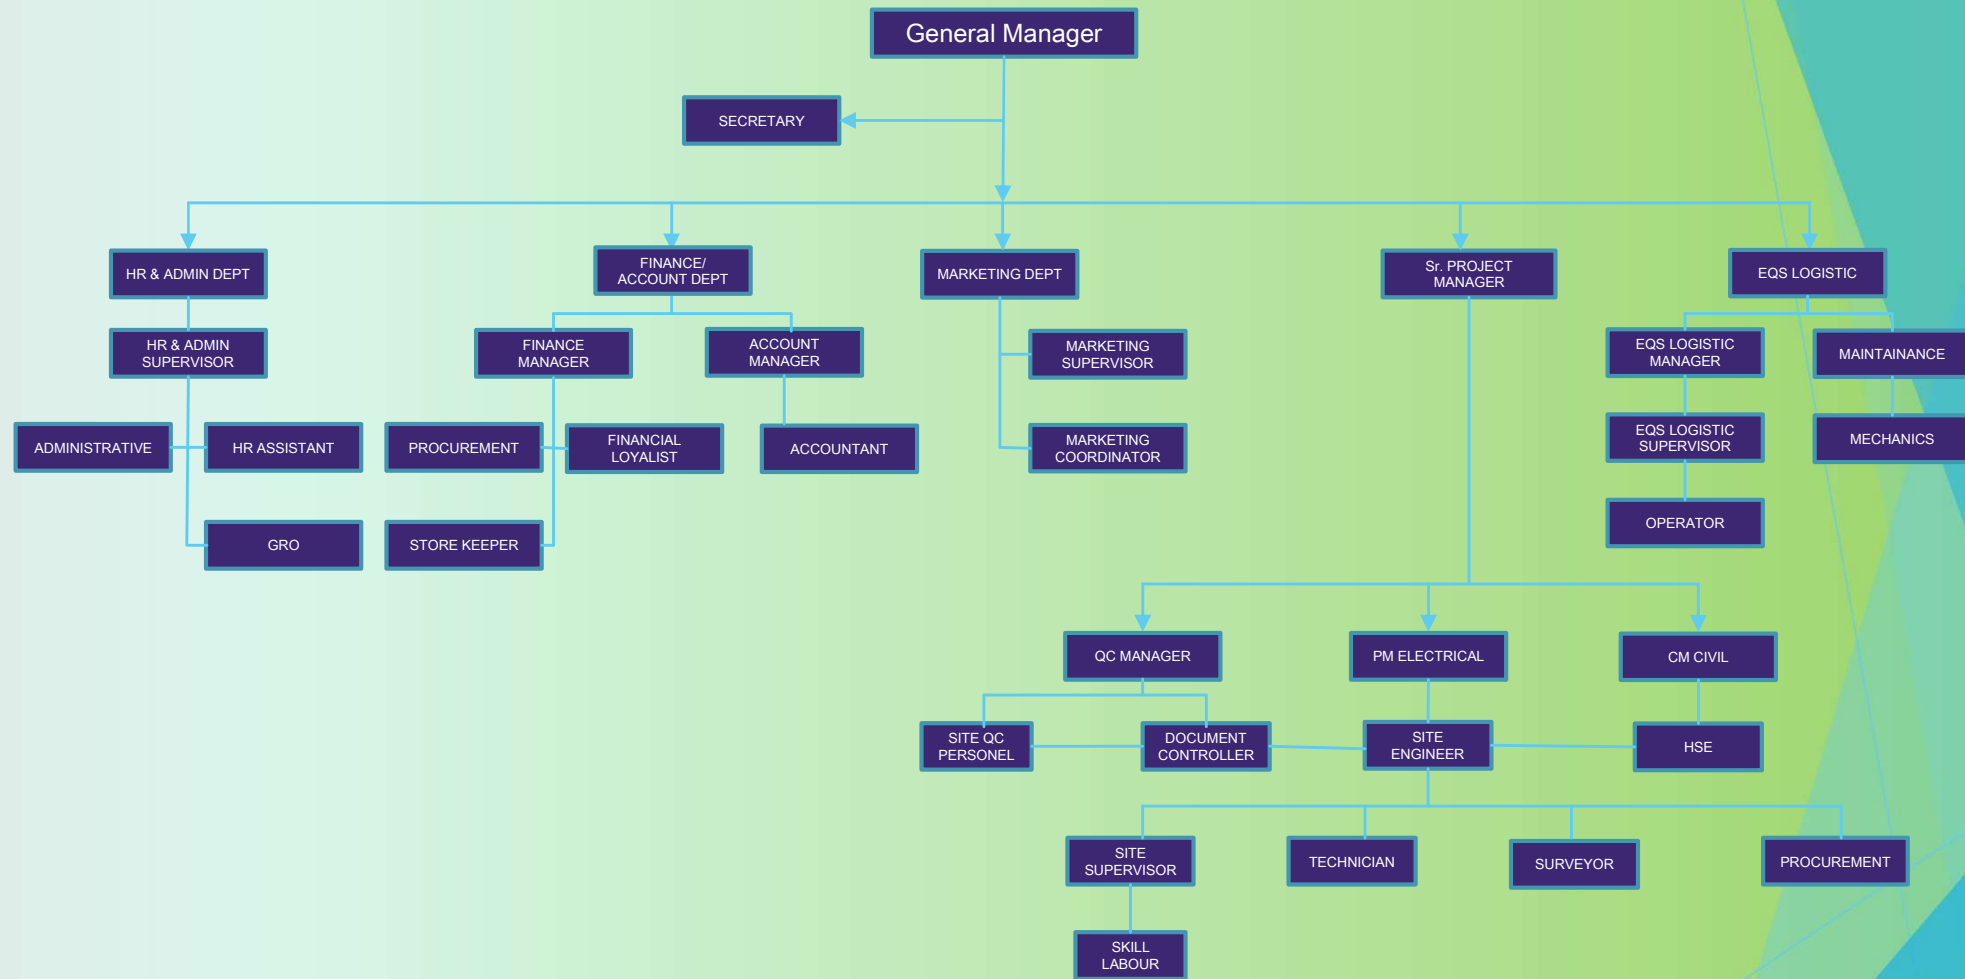 General Manager
SECRETARY
HR & ADMIN DEPT
FINANCE/
ACCOUNT DEPT
MARKETING DEPT
Sr. PROJECT
MANAGER
EQS LOGISTIC
HR & ADMIN
SUPERVISOR
FINANCE
MANAGER
ACCOUNT
MANAGER
MARKETING
SUPERVISOR
EQS LOGISTIC
MANAGER
MAINTAINANCE
ADMINISTRATIVE
HR ASSISTANT
PROCUREMENT
FINANCIAL
LOYALIST
ACCOUNTANT
MARKETING
COORDINATOR
EQS LOGISTIC
SUPERVISOR
MECHANICS
GRO
STORE KEEPER
OPERATOR
QC MANAGER
PM ELECTRICAL
CM CIVIL
SITE QC
PERSONEL
DOCUMENT
CONTROLLER
SITE
ENGINEER
HSE
SITE
SUPERVISOR
TECHNICIAN
SURVEYOR
PROCUREMENT
SKILL
LABOUR